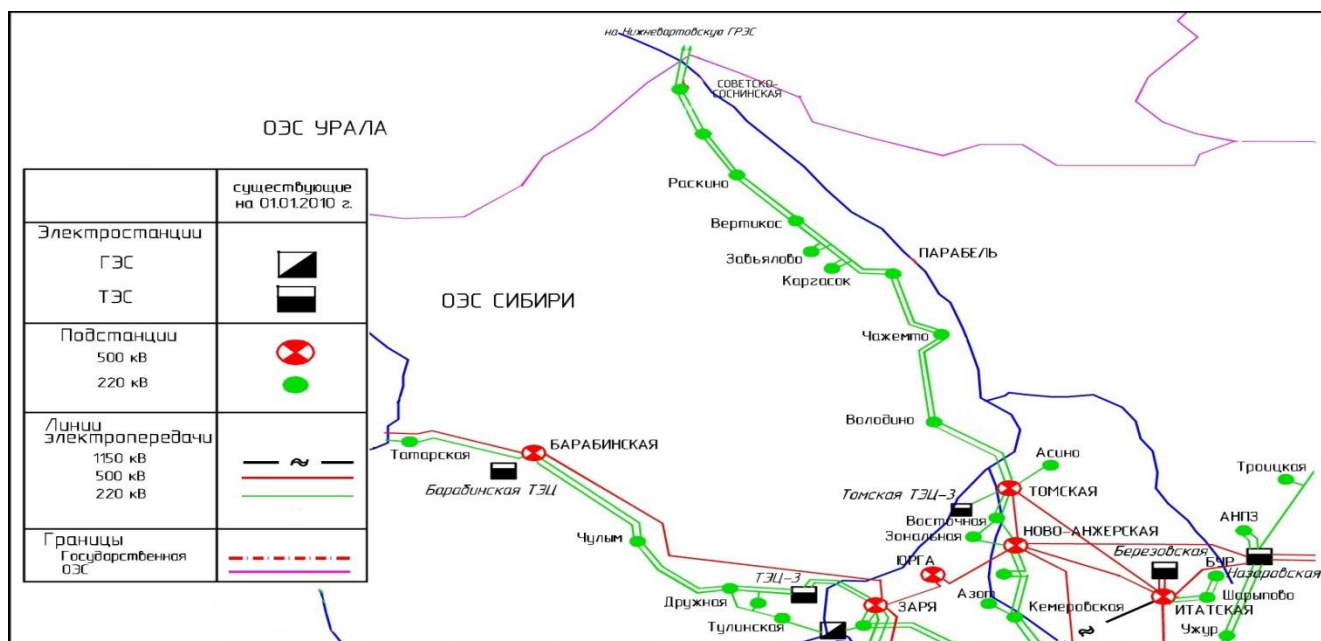 на Нижневартовскую ГРЭС
СОВЕТСКО-
СОСНИНСКАЯ
ОЭС УРАЛА
существующие
на 01.01.2010 г.
Электростанции
ГЭС
ТЭС
Подстанции
500 кВ
220 кВ
Линии
электропередачи
1150 кВ
500 кВ
220 кВ
Границы
Государственная
ОЭС
Раскино
Вертикос
Завьялово
ПАРАБЕЛЬ
Каргасок
ОЭС СИБИРИ
Чажемто
Володино
БАРАБИНСКАЯ
Татарская
Барабинская ТЭЦ
Асино
Троицкая
Томская ТЭЦ-3
ТОМСКАЯ
Восточная
АНПЗ
Зональная
НОВО-АНЖЕРСКАЯ
Чулым
Березовская
ЮРГА
БУР
Назаровская
ТЭЦ-3
Дружная
ЗАРЯ
Азот
Кемеровская
ИТАТСКАЯ
Шарыпово
Тулинская
Ужур